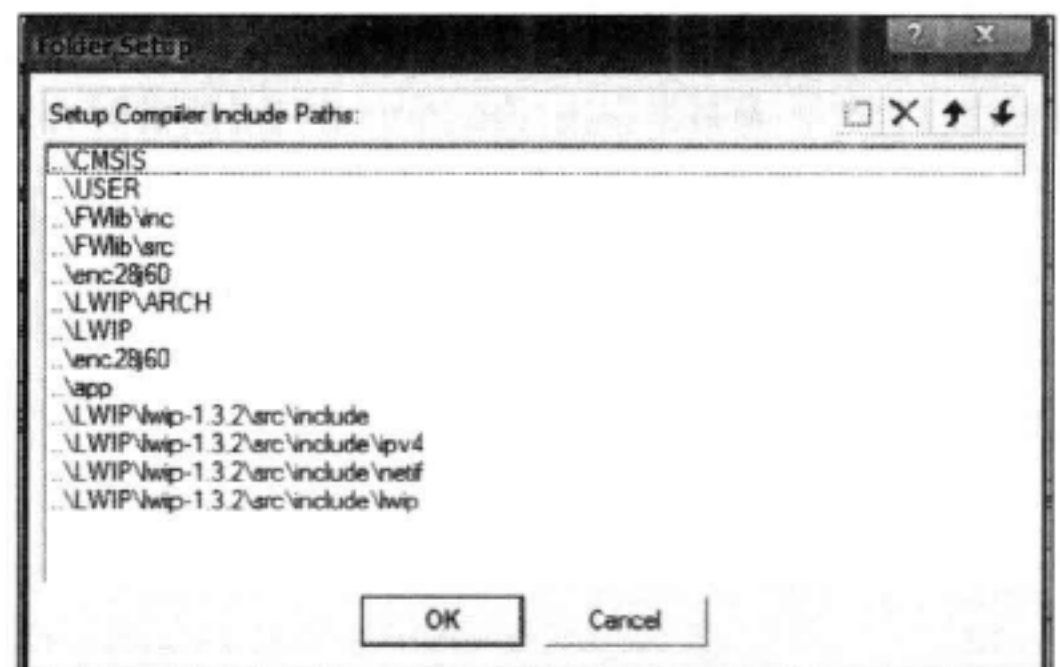 Folder Setup
? X
Setup Compiler Include Paths:
..\CMSIS
..\USER
..\FWlib\inc
..\FWlib\src
..\enc28j60
..\LWIP\ARCH
..\LWIP
..\enc28j60
..\app
..\LWIP\lwip-1.3.2\src\include
..\LWIP\lwip-1.3.2\src\include\ipv4
..\LWIP\lwip-1.3.2\src\include\netif
..\LWIP\lwip-1.3.2\src\include\lwip
OK Cancel